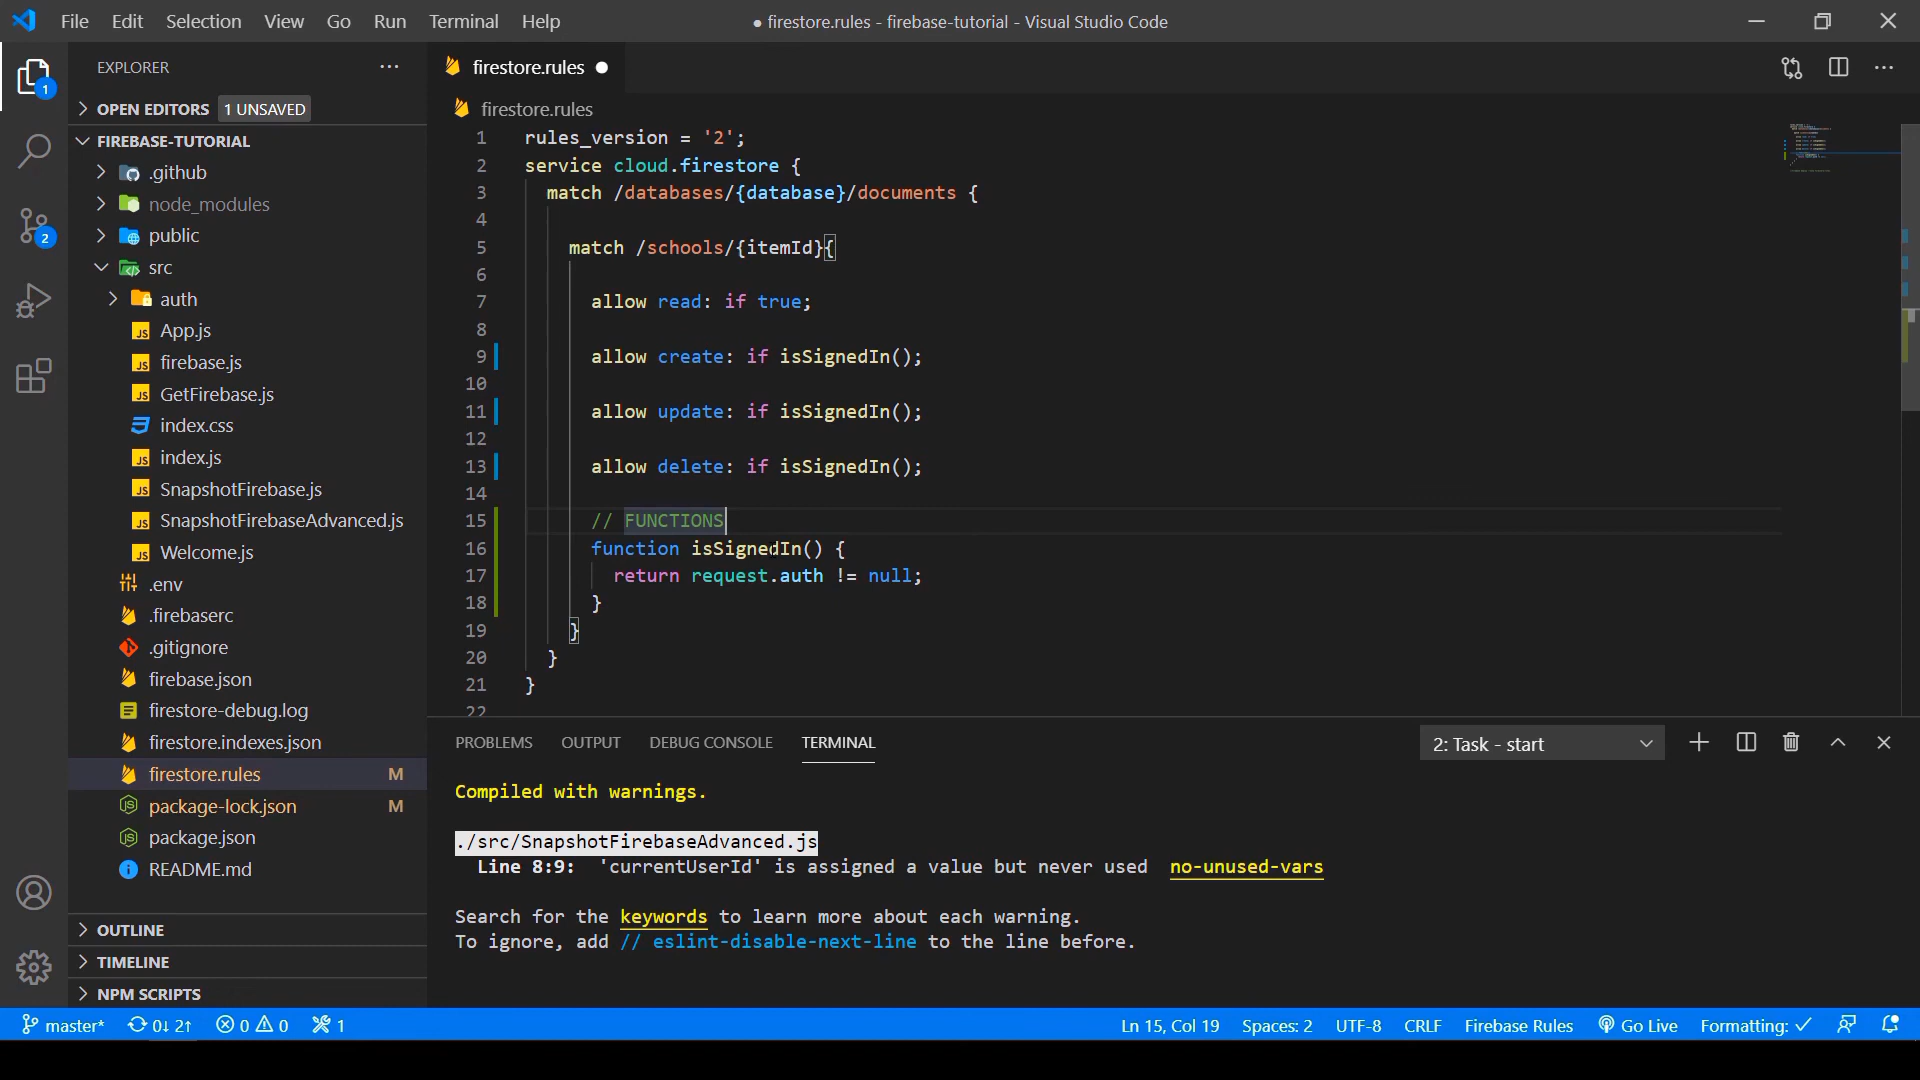 File Edit Selection View Go Run Terminal Help
● firestore.rules - firebase-tutorial - Visual Studio Code
EXPLORER
OPEN EDITORS 1 UNSAVED
FIREBASE-TUTORIAL
.github
node_modules
public
src
auth
App.js
firebase.js
GetFirebase.js
index.css
index.js
SnapshotFirebase.js
SnapshotFirebaseAdvanced.js
Welcome.js
.env
.firebaserc
.gitignore
firebase.json
firestore-debug.log
firestore.indexes.json
firestore.rules M
package-lock.json M
package.json
README.md
OUTLINE
TIMELINE
NPM SCRIPTS
1
2
firestore.rules
firestore.rules
1 rules_version = '2';
2 service cloud.firestore {
3 match /databases/{database}/documents {
4
5 match /schools/{itemId}{
6
7 allow read: if true;
8
9 allow create: if isSignedIn();
10
11 allow update: if isSignedIn();
12
13 allow delete: if isSignedIn();
14
15 // FUNCTIONS
16 function isSignedIn() {
17 return request.auth != null;
18 }
19 }
20 }
21 }
22
PROBLEMS OUTPUT DEBUG CONSOLE TERMINAL 2: Task - start
Compiled with warnings.
./src/SnapshotFirebaseAdvanced.js
Line 8:9: 'currentUserId' is assigned a value but never used no-unused-vars
Search for the keywords to learn more about each warning.
To ignore, add // eslint-disable-next-line to the line before.
master* 0↓ 2↑ 0 0 1 Ln 15, Col 19 Spaces: 2 UTF-8 CRLF Firebase Rules Go Live Formatting: ✓